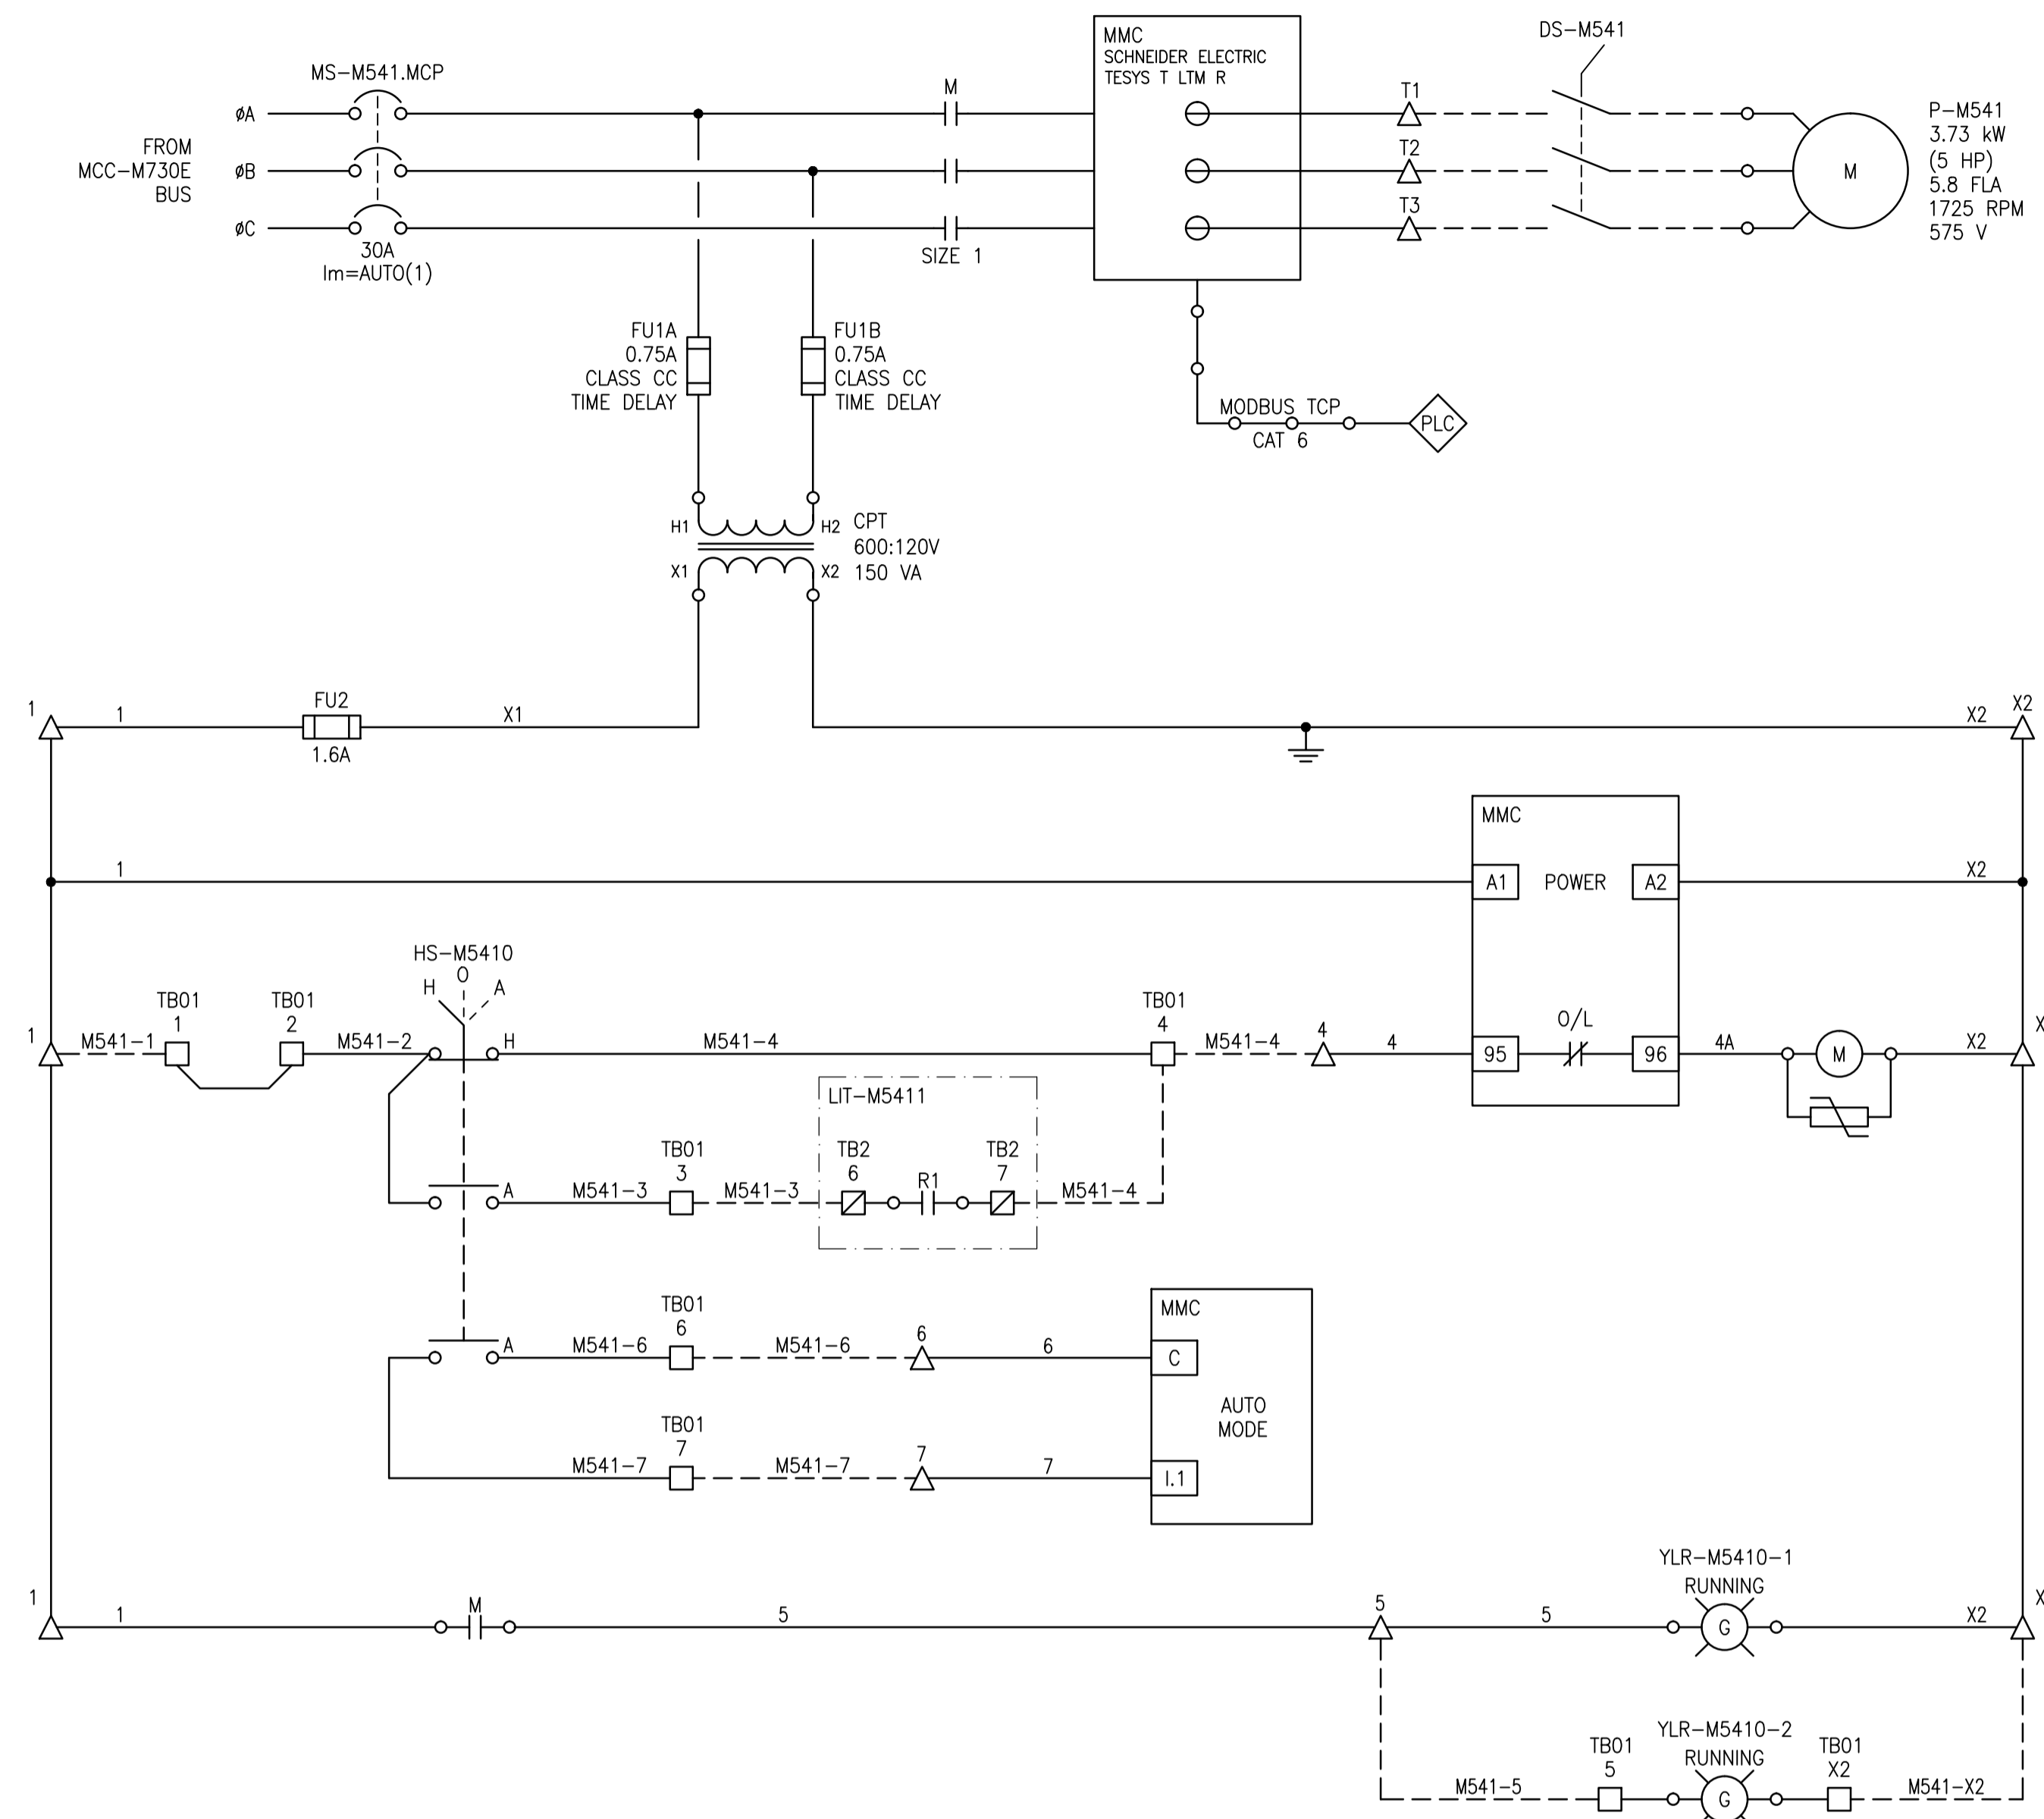 MS-M541.MCP
FROM
MCC-M730E
BUS
øA
øB
øC
30A
Im=AUTO(1)
M
SIZE 1
MMC
SCHNEIDER ELECTRIC
TESYS T LTM R
T1
T2
T3
DS-M541
M
P-M541
3.73 kW
(5 HP)
5.8 FLA
1725 RPM
575 V
FU1A
0.75A
CLASS CC
TIME DELAY
FU1B
0.75A
CLASS CC
TIME DELAY
MODBUS TCP
CAT 6
PLC
H1
H2
X1
X2
CPT
600:120V
150 VA
1
1
FU2
1.6A
X1
X2
X2
1
MMC
A1
POWER
A2
X2
HS-M5410
H
O
A
1
M541-1
TB01
1
TB01
2
M541-2
H
M541-4
TB01
4
M541-4
4
4
95
O/L
96
4A
M
X2
X
A
M541-3
TB01
3
M541-3
LIT-M5411
TB2
6
R1
TB2
7
M541-4
A
M541-6
TB01
6
M541-6
6
6
MMC
C
AUTO
MODE
I.1
M541-7
TB01
7
M541-7
7
7
1
1
M
5
5
5
YLR-M5410-1
RUNNING
G
X2
X
M541-5
TB01
5
YLR-M5410-2
RUNNING
G
TB01
X2
M541-X2